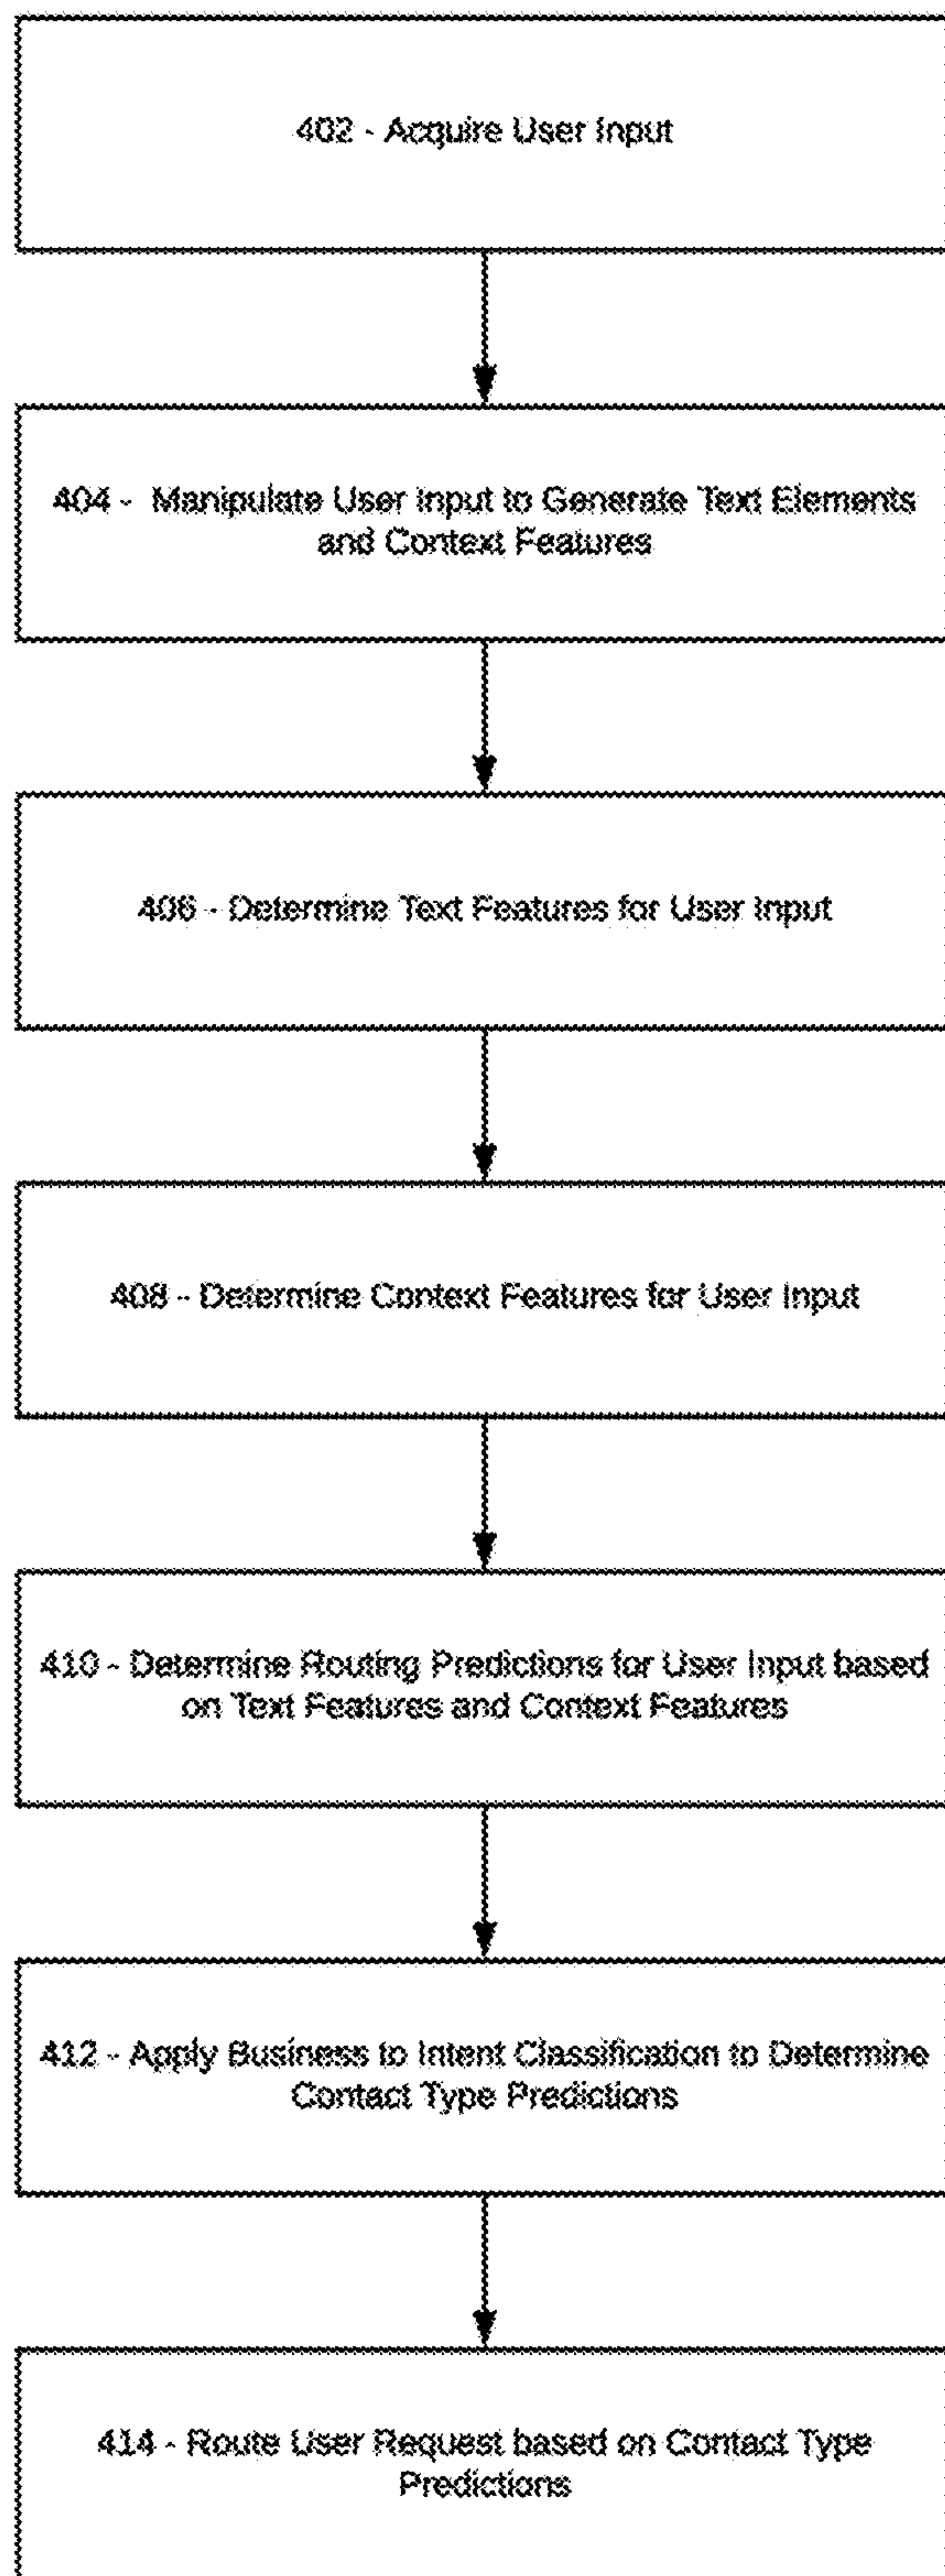 402 - Acquire User Input
404 - Manipulate User Input to Generate Text Elements
and Context Features
406 - Determine Text Features for User Input
408 - Determine Context Features for User Input
410 - Determine Routing Predictions for User Input based
on Text Features and Context Features
412 - Apply Business to Intent Classification to Determine
Contact Type Predictions
414 - Route User Request based on Contact Type
Predictions